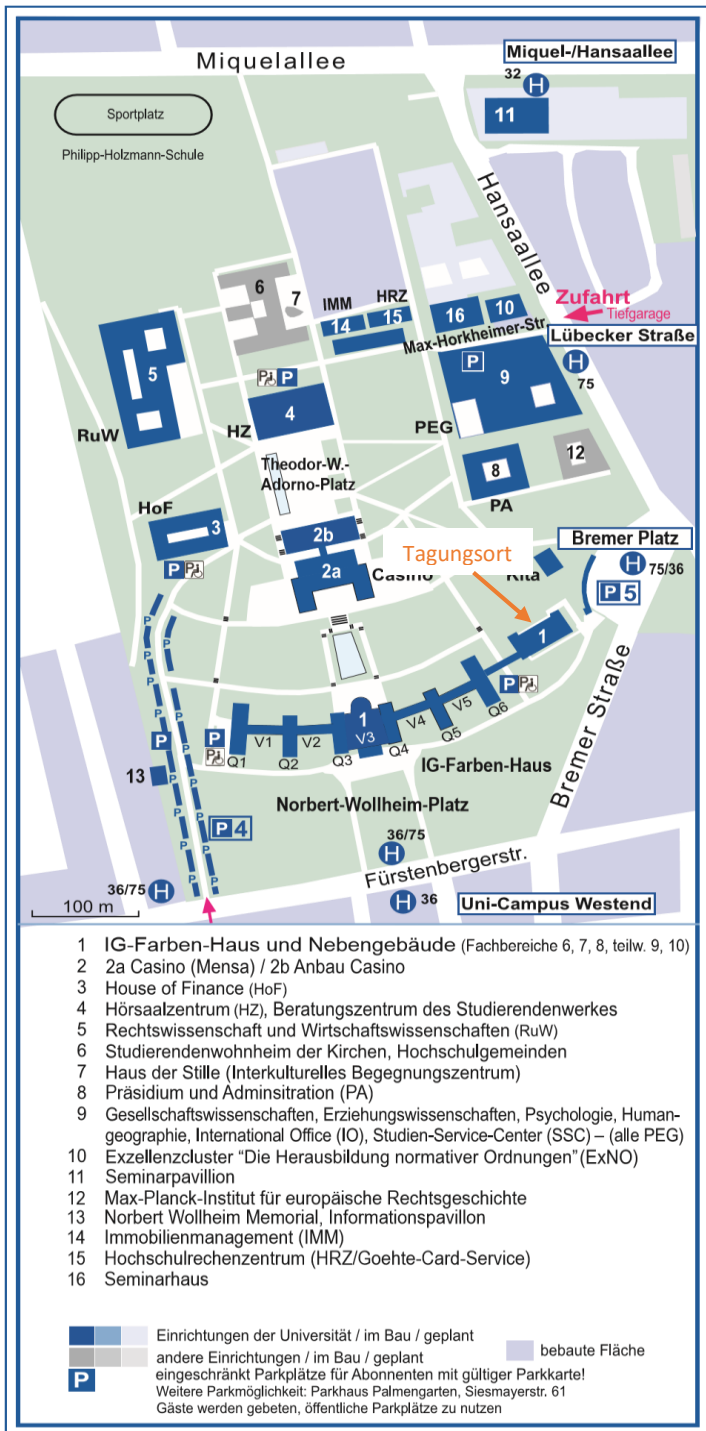 Miquelallee
Miquel-/Hansaallee
32
H
11
Sportplatz
Philipp-Holzmann-Schule
Hansaallee
6
7
IMM
HRZ
14
15
16
10
Zufahrt
Tiefgarage
Max-Horkheimer-Str.
Lübecker Straße
H
75
5
P
P
4
P
9
RuW
HZ
PEG
Theodor-W.-
Adorno-Platz
8
12
PA
HoF
3
2b
2a
Casino
Tagungsort
Kita
Bremer Platz
H
75/36
P 5
P
P
1
P
P
Bremer Straße
1
V1
V2
V3
V4
V5
Q1
Q2
Q3
Q4
Q5
Q6
P
P
P
13
IG-Farben-Haus
Norbert-Wollheim-Platz
P 4
36/75
H
Fürstenbergerstr.
36/75
H
H
36
Uni-Campus Westend
100 m
1 IG-Farben-Haus und Nebengebäude (Fachbereiche 6, 7, 8, teilw. 9, 10)
2 2a Casino (Mensa) / 2b Anbau Casino
3 House of Finance (HoF)
4 Hörsaalzentrum (HZ), Beratungszentrum des Studierendenwerkes
5 Rechtswissenschaft und Wirtschaftswissenschaften (RuW)
6 Studierendenwohnheim der Kirchen, Hochschulgemeinden
7 Haus der Stille (Interkulturelles Begegnungszentrum)
8 Präsidium und Adminsitration (PA)
9 Gesellschaftswissenschaften, Erziehungswissenschaften, Psychologie, Human-
geographie, International Office (IO), Studien-Service-Center (SSC) – (alle PEG)
10 Exzellenzcluster “Die Herausbildung normativer Ordnungen” (ExNO)
11 Seminarpavillion
12 Max-Planck-Institut für europäische Rechtsgeschichte
13 Norbert Wollheim Memorial, Informationspavillon
14 Immobilienmanagement (IMM)
15 Hochschulrechenzentrum (HRZ/Goehte-Card-Service)
16 Seminarhaus
Einrichtungen der Universität / im Bau / geplant
bebaute Fläche
andere Einrichtungen / im Bau / geplant
P eingeschränkt Parkplätze für Abonnenten mit gültiger Parkkarte!
Weitere Parkmöglichkeit: Parkhaus Palmengarten, Siesmayerstr. 61
Gäste werden gebeten, öffentliche Parkplätze zu nutzen